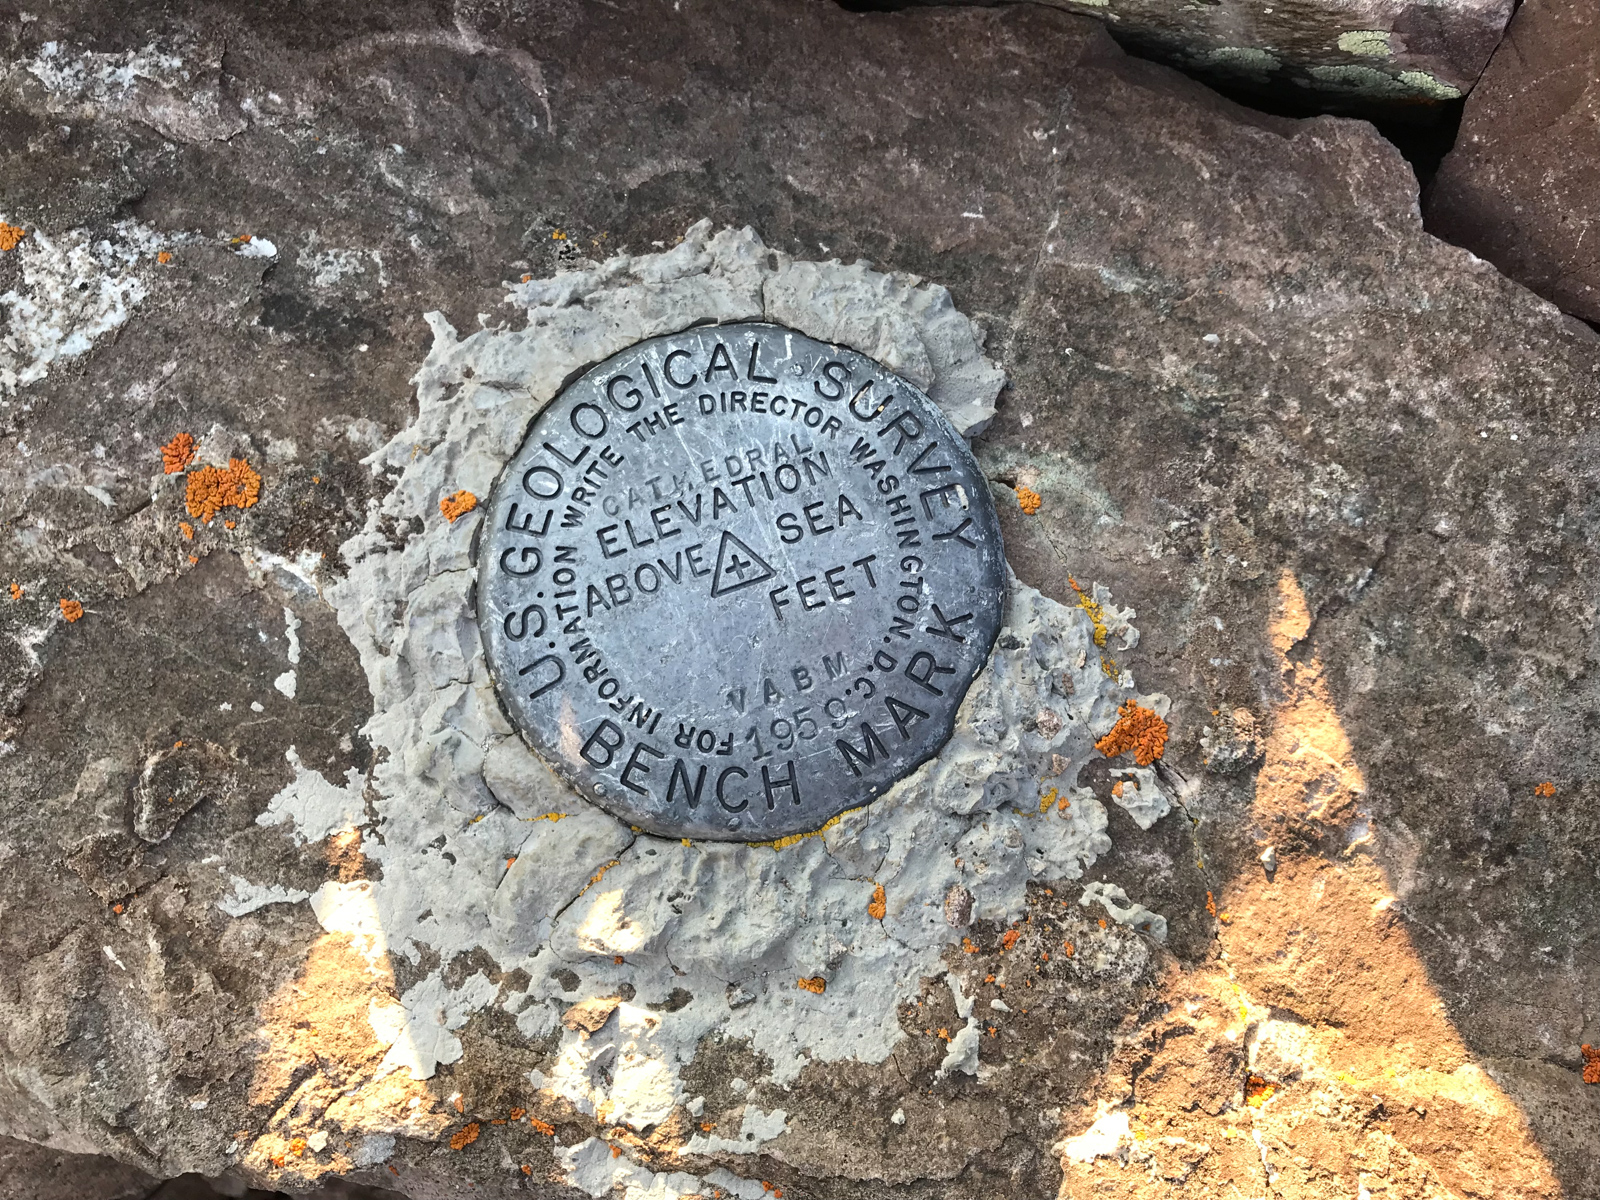 U.S. GEOLOGICAL SURVEY
FOR INFORMATION WRITE THE DIRECTOR WASHINGTON. D.C.
CATHEDRAL
ELEVATION
ABOVE SEA
FEET
VABM
1959
BENCH MARK